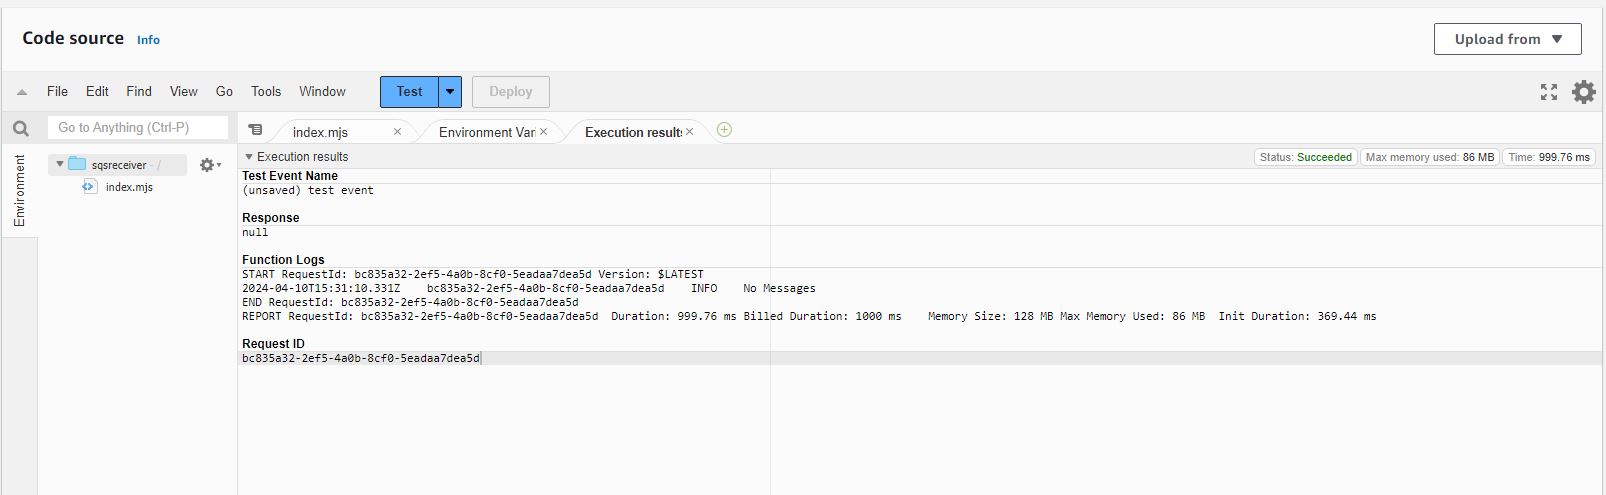 Code source Info
Upload from
File Edit Find View Go Tools Window Test Deploy
Go to Anything (Ctrl-P)
index.mjs Environment Vari Execution results
Environment
sqsreceiver - /
index.mjs
Execution results
Status: Succeeded Max memory used: 86 MB Time: 999.76 ms
Test Event Name
(unsaved) test event
Response
null
Function Logs
START RequestId: bc835a32-2ef5-4a0b-8cf0-5eadaa7dea5d Version: $LATEST
2024-04-10T15:31:10.331Z bc835a32-2ef5-4a0b-8cf0-5eadaa7dea5d INFO No Messages
END RequestId: bc835a32-2ef5-4a0b-8cf0-5eadaa7dea5d
REPORT RequestId: bc835a32-2ef5-4a0b-8cf0-5eadaa7dea5d Duration: 999.76 ms Billed Duration: 1000 ms Memory Size: 128 MB Max Memory Used: 86 MB Init Duration: 369.44 ms
Request ID
bc835a32-2ef5-4a0b-8cf0-5eadaa7dea5d